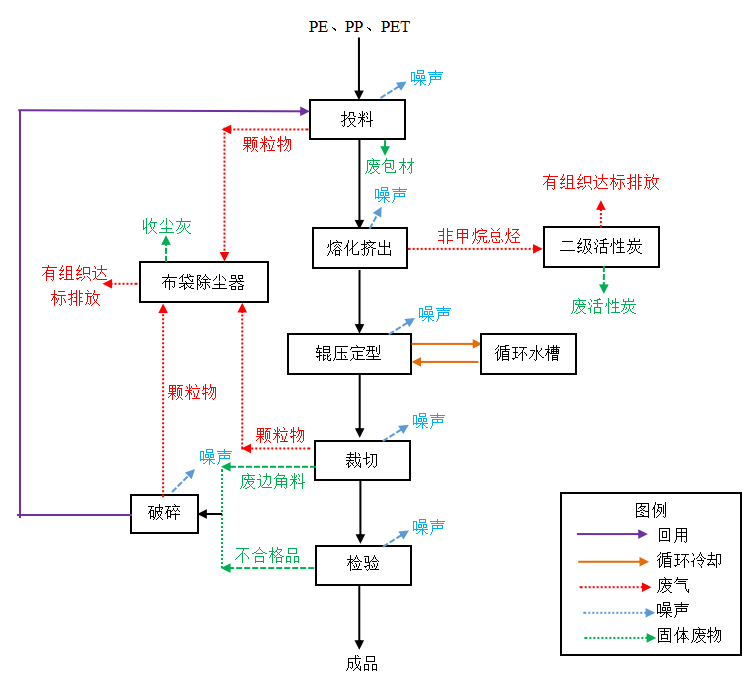 PE、PP、PET
噪声
投料
颗粒物
废包材
噪声
有组织达标排放
收尘灰
熔化挤出
非甲烷总烃
二级活性炭
有组织达
标排放
布袋除尘器
废活性炭
噪声
辊压定型
循环水槽
颗粒物
噪声
颗粒物
裁切
噪声
废边角料
破碎
噪声
不合格品
检验
成品
图例
回用
循环冷却
废气
噪声
固体废物